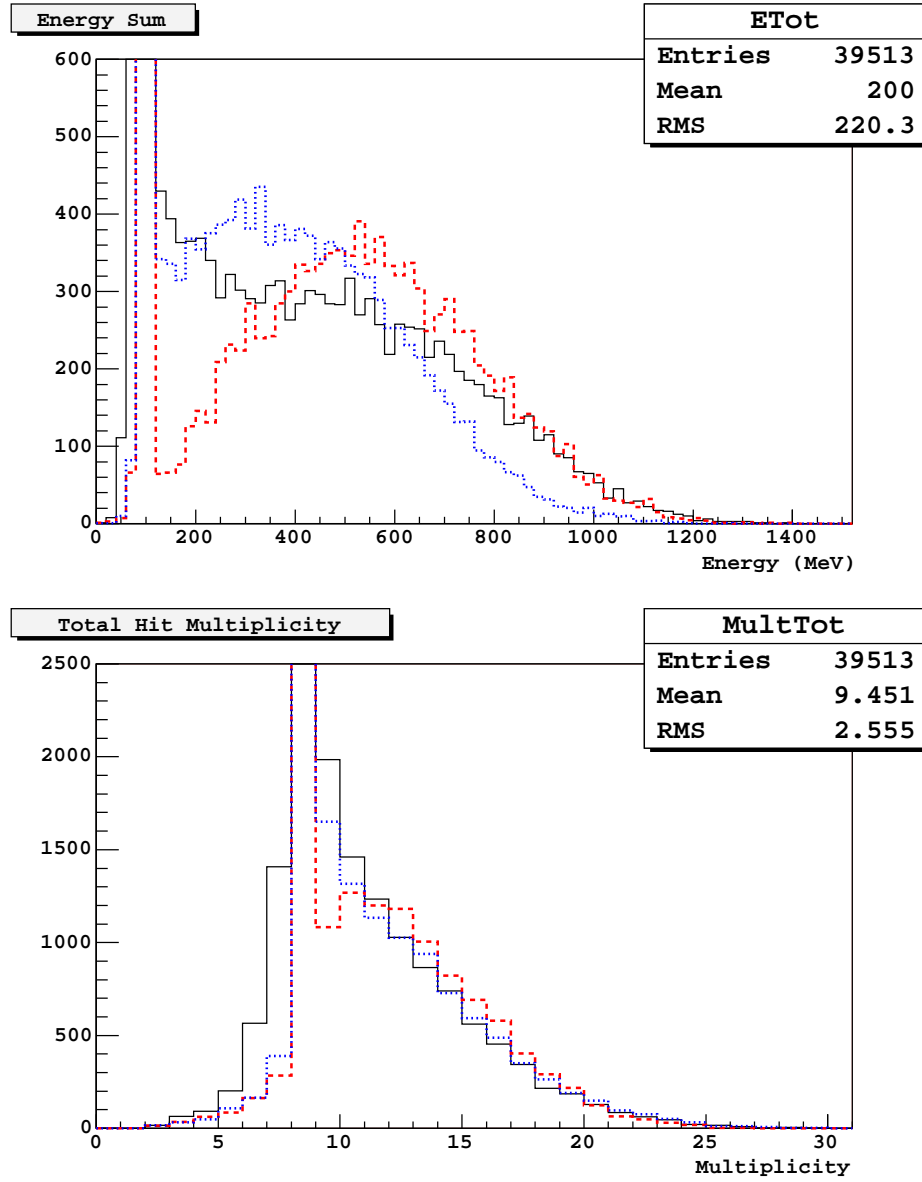 Energy Sum
ETot
Entries 39513
Mean 200
RMS 220.3
600
500
400
300
200
100
0
0 200 400 600 800 1000 1200 1400
Energy (MeV)
Total Hit Multiplicity
MultTot
Entries 39513
Mean 9.451
RMS 2.555
2500
2000
1500
1000
500
0
0 5 10 15 20 25 30
Multiplicity